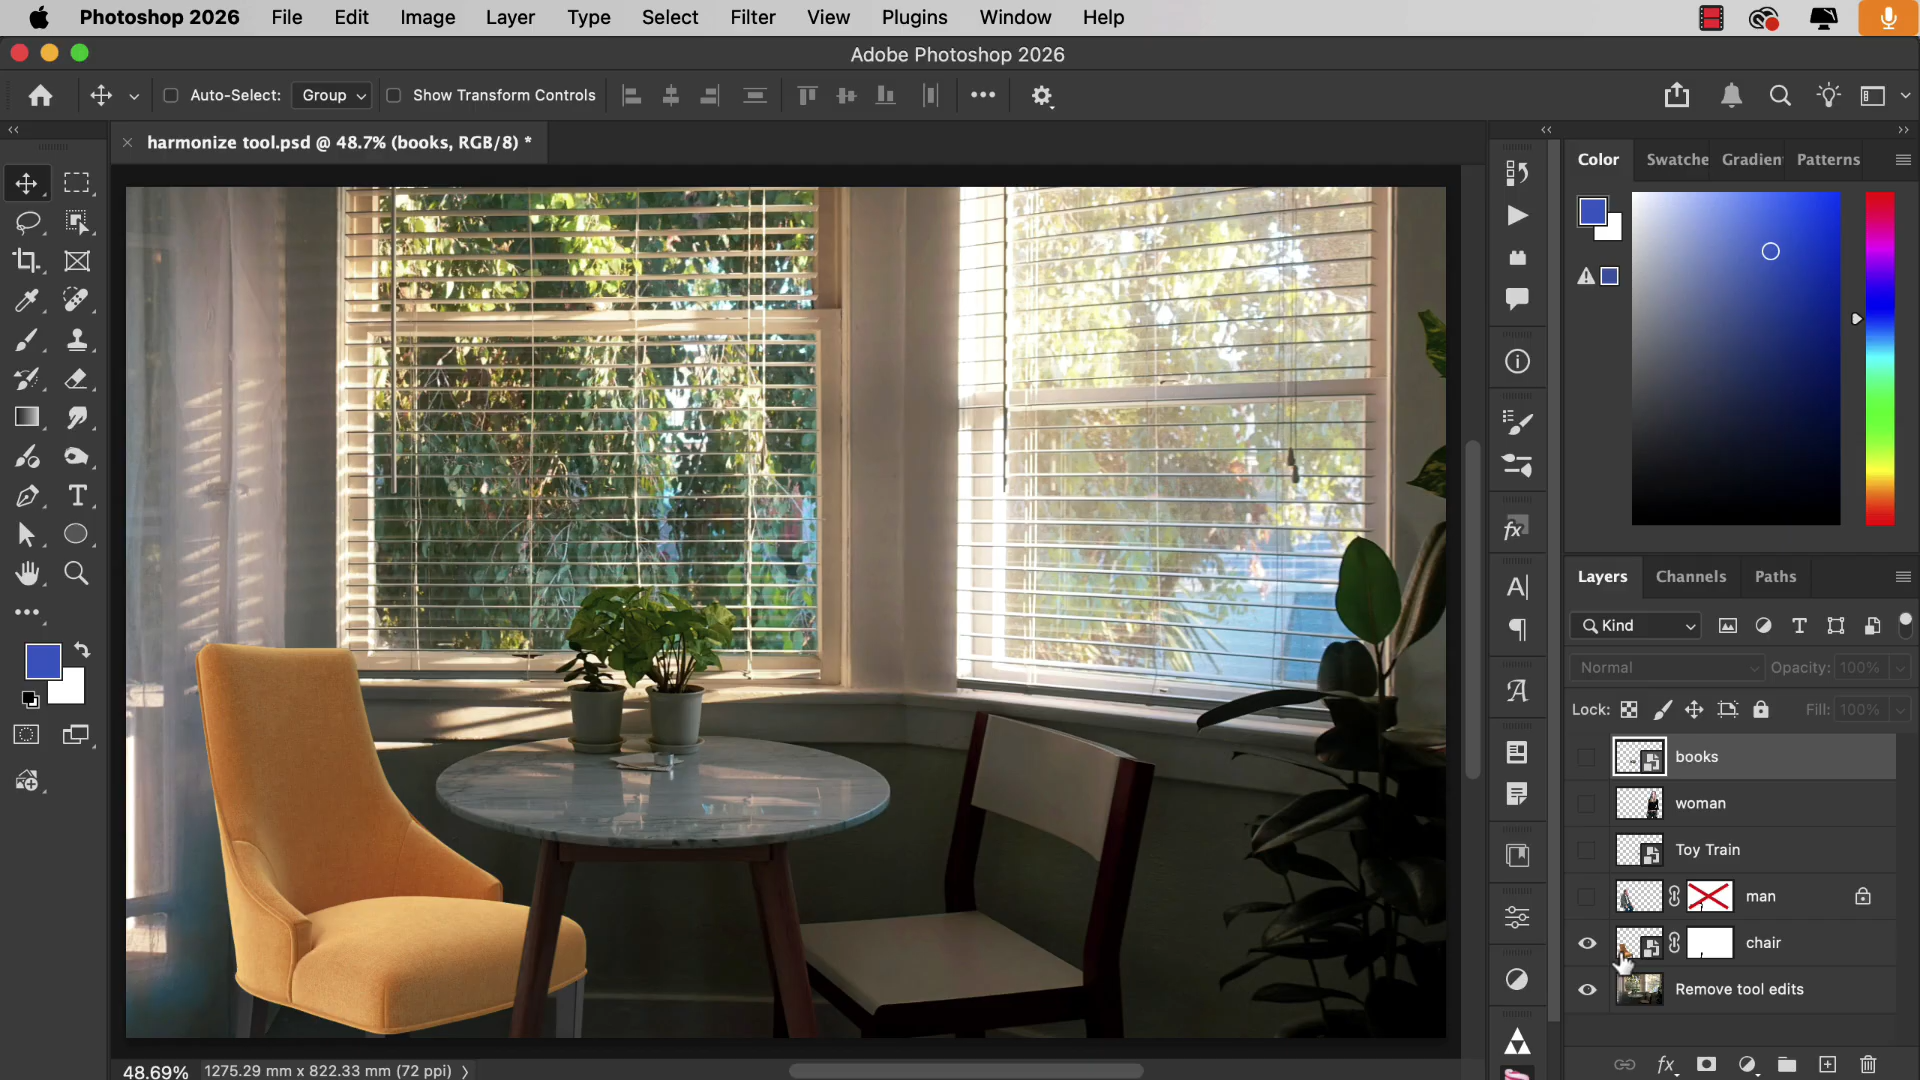 Photoshop 2026 File Edit Image Layer Type Select Filter View Plugins Window Help
Adobe Photoshop 2026
Auto-Select: Group Show Transform Controls
harmonize tool.psd @ 48.7% (books, RGB/8) *
Color Swatche Gradien Patterns
Layers Channels Paths
Kind
Normal Opacity: 100%
Lock: Fill: 100%
books
woman
Toy Train
man
chair
Remove tool edits
48.69% 1275.29 mm x 822.33 mm (72 ppi)